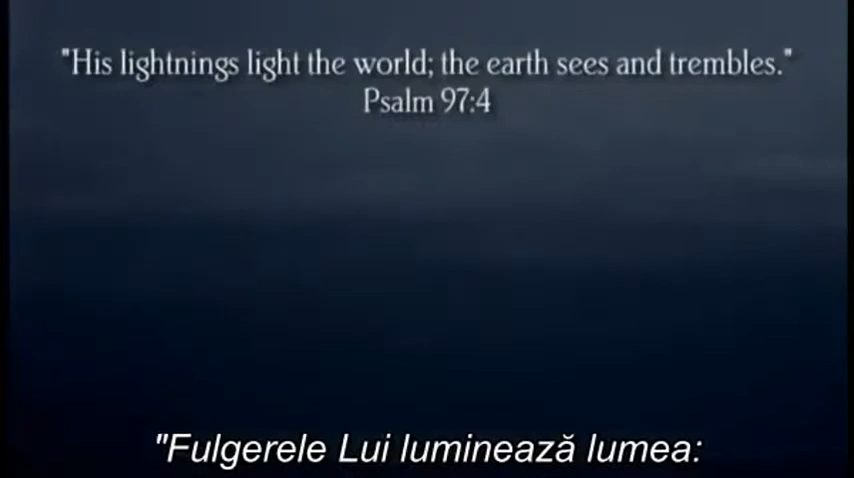 "His lightnings light the world; the earth sees and trembles."
Psalm 97:4
"Fulgerele Lui luminează lumea: